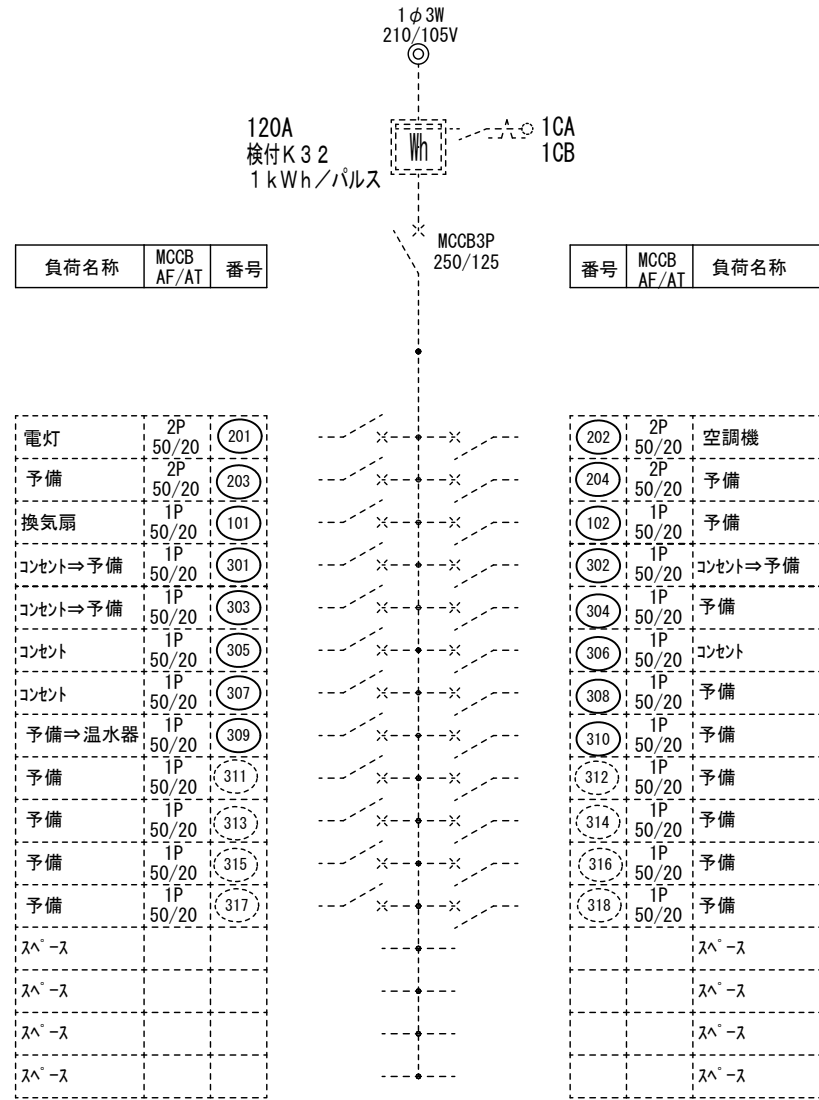 1φ3W
210/105V
120A
検付K32
1kWh/パルス
Wh
1CA
1CB
MCCB3P
250/125
負荷名称 MCCB AF/AT 番号
番号 MCCB AF/AT 負荷名称
電灯 2P 50/20 201
202 2P 50/20 空調機
予備 2P 50/20 203
204 2P 50/20 予備
換気扇 1P 50/20 101
102 1P 50/20 予備
コンセント⇒予備 1P 50/20 301
302 1P 50/20 コンセント⇒予備
コンセント⇒予備 1P 50/20 303
304 1P 50/20 予備
コンセント 1P 50/20 305
306 1P 50/20 コンセント
コンセント 1P 50/20 307
308 1P 50/20 予備
予備⇒温水器 1P 50/20 309
310 1P 50/20 予備
予備 1P 50/20 311
312 1P 50/20 予備
予備 1P 50/20 313
314 1P 50/20 予備
予備 1P 50/20 315
316 1P 50/20 予備
予備 1P 50/20 317
318 1P 50/20 予備
スペース
スペース
スペース
スペース
スペース
スペース
スペース
スペース